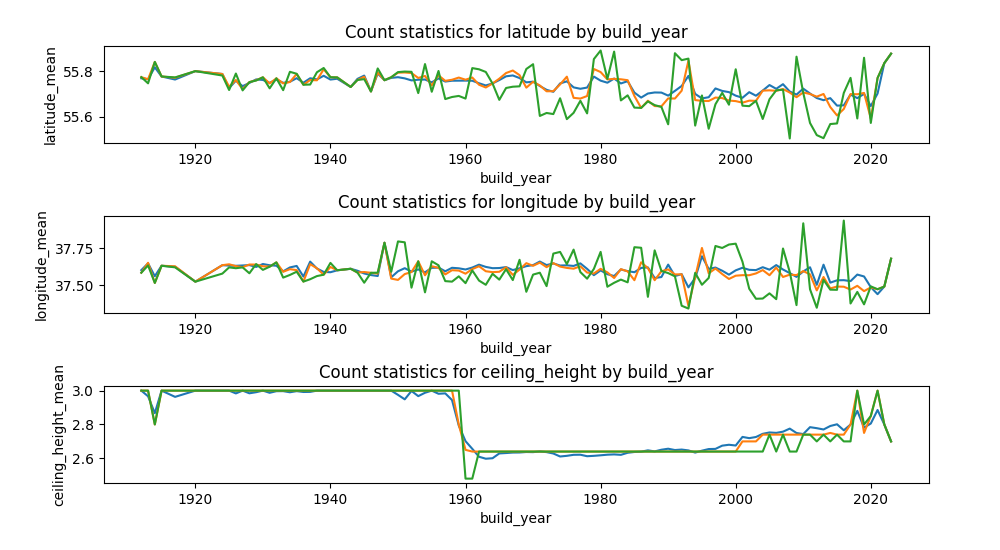 Count statistics for latitude by build_year
latitude_mean
55.8
55.6
1920 1940 1960 1980 2000 2020
build_year
Count statistics for longitude by build_year
longitude_mean
37.75
37.50
1920 1940 1960 1980 2000 2020
build_year
Count statistics for ceiling_height by build_year
ceiling_height_mean
3.0
2.8
2.6
1920 1940 1960 1980 2000 2020
build_year